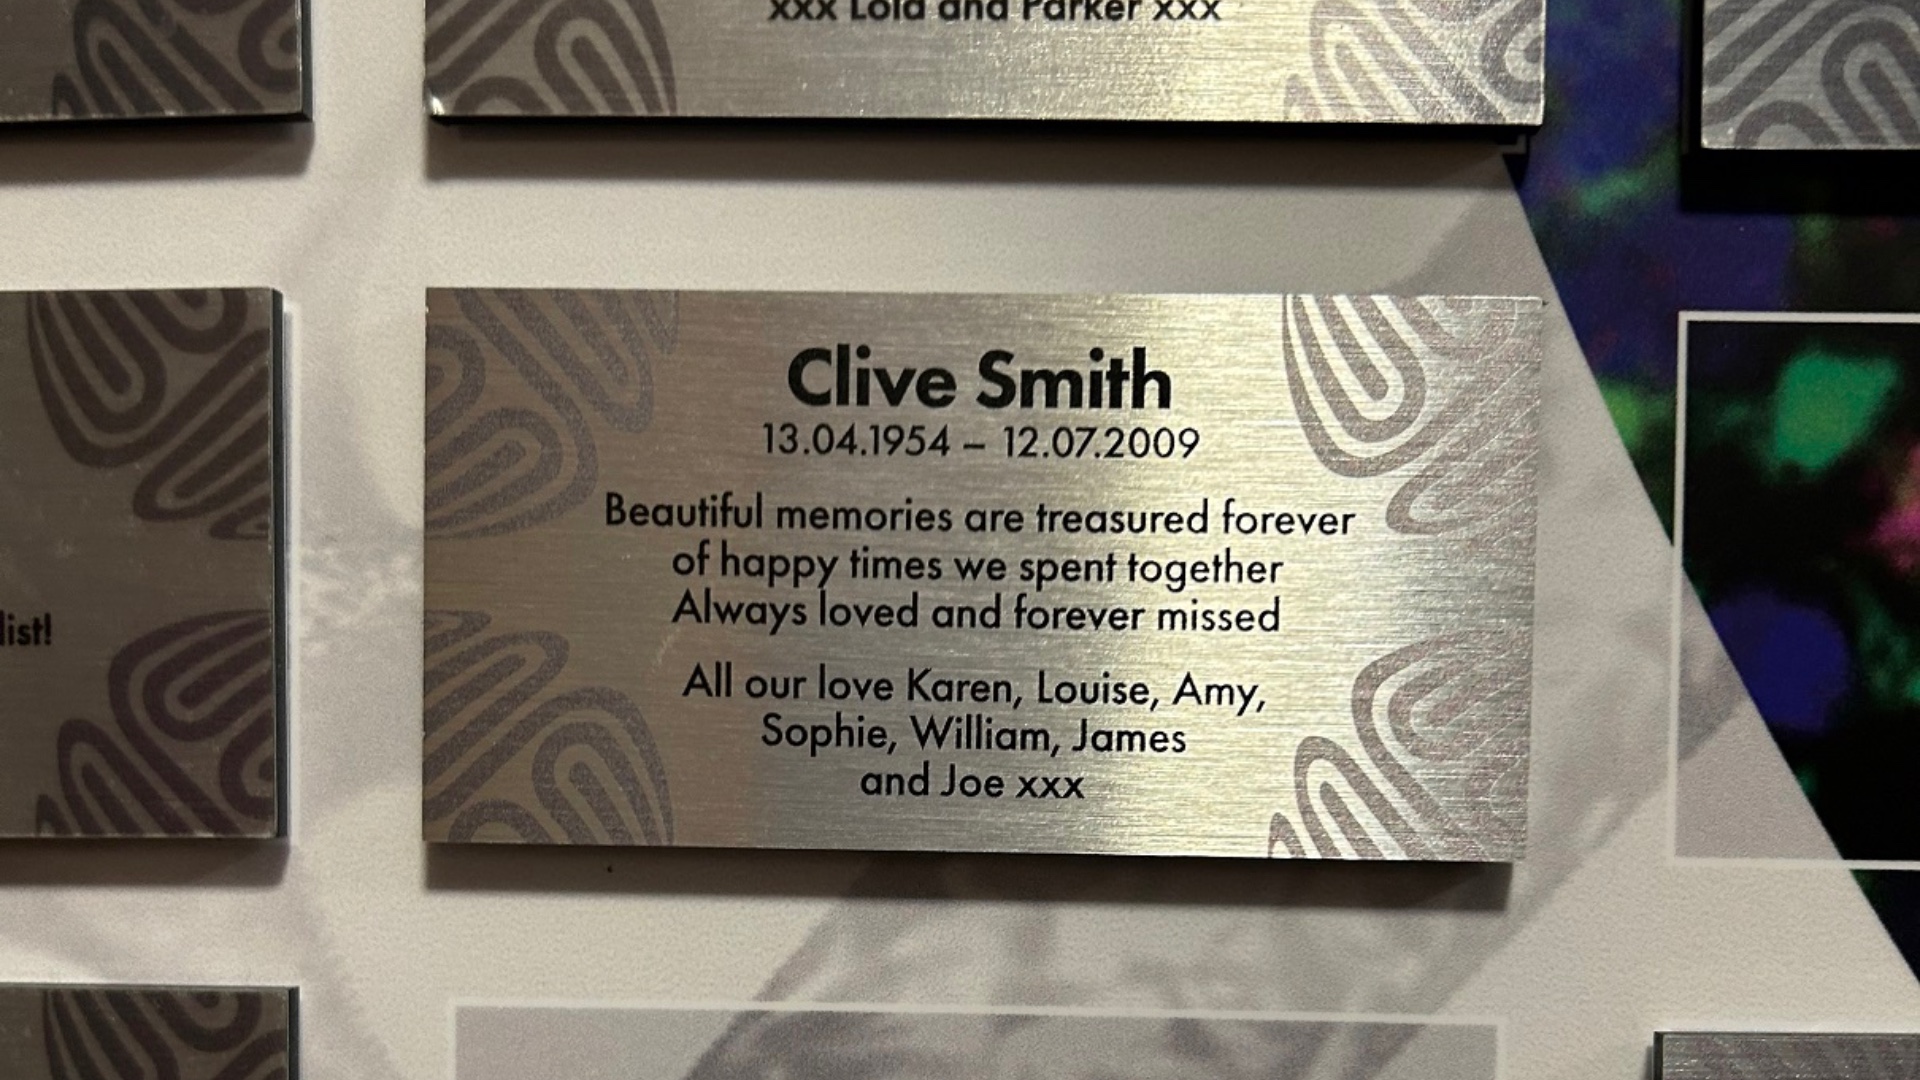 xxx Lola and Parker xxx
Clive Smith
13.04.1954 – 12.07.2009
Beautiful memories are treasured forever
of happy times we spent together
Always loved and forever missed
All our love Karen, Louise, Amy,
Sophie, William, James
and Joe xxx
list!